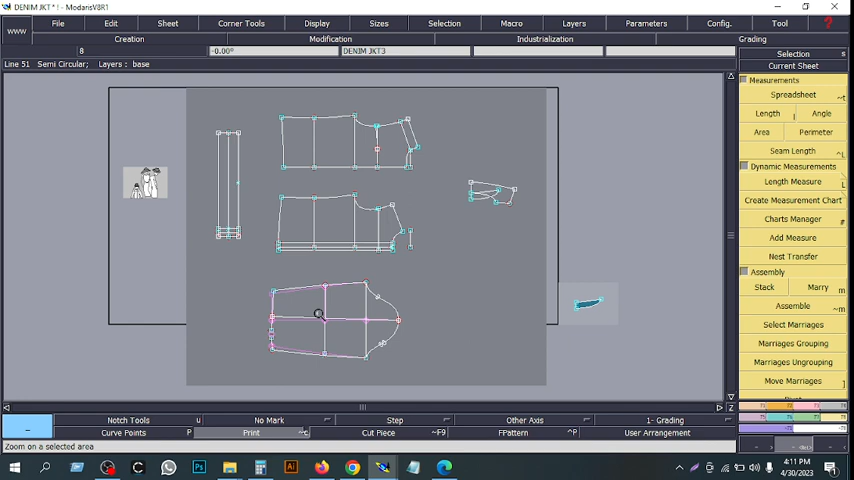 DENIM JKT * ! - ModarisV8R1
www
File Edit Sheet Corner Tools Display Sizes Selection Macro Layers Parameters Config. Tool ?
Creation Modification Industrialization Grading
8 -0.00° DENIM JKT3
Line 51 Semi Circular; Layers : base
Selection s
Current Sheet
Measurements
Spreadsheet ~t
Length l Angle
Area Perimeter
Seam Length ^L
Dynamic Measurements
Length Measure
Create Measurement Chart
Charts Manager
Add Measure
Nest Transfer
Assembly
Stack Marry m
Assemble ~m
Select Marriages
Marriages Grouping
Marriages Ungrouping
Move Marriages
Z
Notch Tools u No Mark Step Other Axis 1- Grading
Curve Points P Print ~c Cut Piece ~F9 FPattern ^P User Arrangement
Zoom on a selected area
4:11 PM
4/30/2023